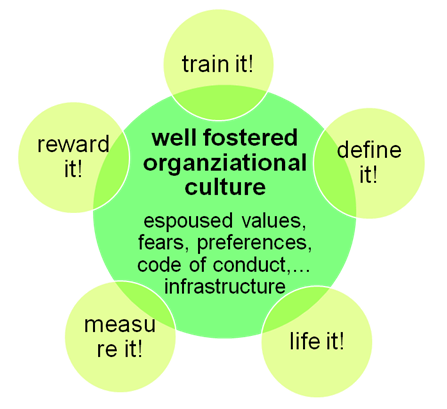 train it!
reward
it!
well fostered
organziational
culture
define
it!
espoused values,
fears, preferences,
code of conduct,...
infrastructure
measu
re it!
life it!